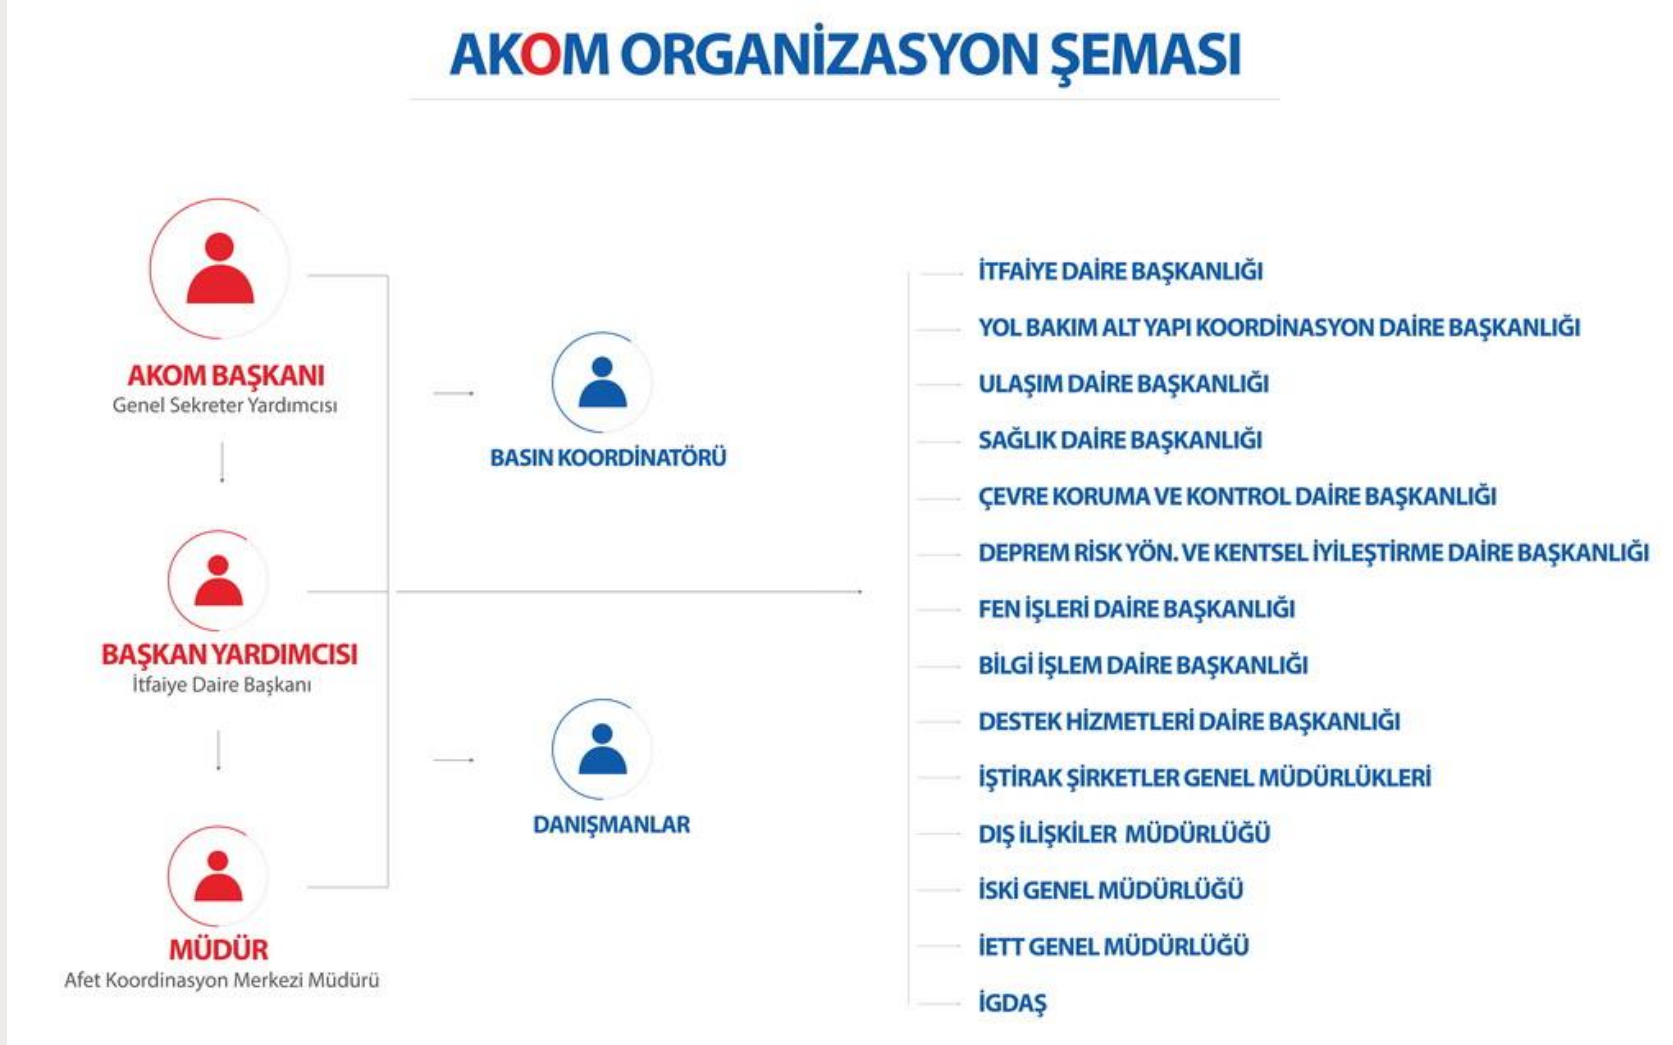 AKOM ORGANİZASYON ŞEMASI
AKOM BAŞKANI
Genel Sekreter Yardımcısı
BAŞKAN YARDIMCISI
İtfaiye Daire Başkanı
MÜDÜR
Afet Koordinasyon Merkezi Müdürü
BASIN KOORDİNATÖRÜ
DANIŞMANLAR
İTFAİYE DAİRE BAŞKANLIĞI
YOL BAKIM ALT YAPI KOORDİNASYON DAİRE BAŞKANLIĞI
ULAŞIM DAİRE BAŞKANLIĞI
SAĞLIK DAİRE BAŞKANLIĞI
ÇEVRE KORUMA VE KONTROL DAİRE BAŞKANLIĞI
DEPREM RİSK YÖN. VE KENTSEL İYİLEŞTİRME DAİRE BAŞKANLIĞI
FEN İŞLERİ DAİRE BAŞKANLIĞI
BİLGİ İŞLEM DAİRE BAŞKANLIĞI
DESTEK HİZMETLERİ DAİRE BAŞKANLIĞI
İŞTİRAK ŞİRKETLER GENEL MÜDÜRLÜKLERİ
DIŞ İLİŞKİLER MÜDÜRLÜĞÜ
İSKİ GENEL MÜDÜRLÜĞÜ
İETT GENEL MÜDÜRLÜĞÜ
İGDAŞ